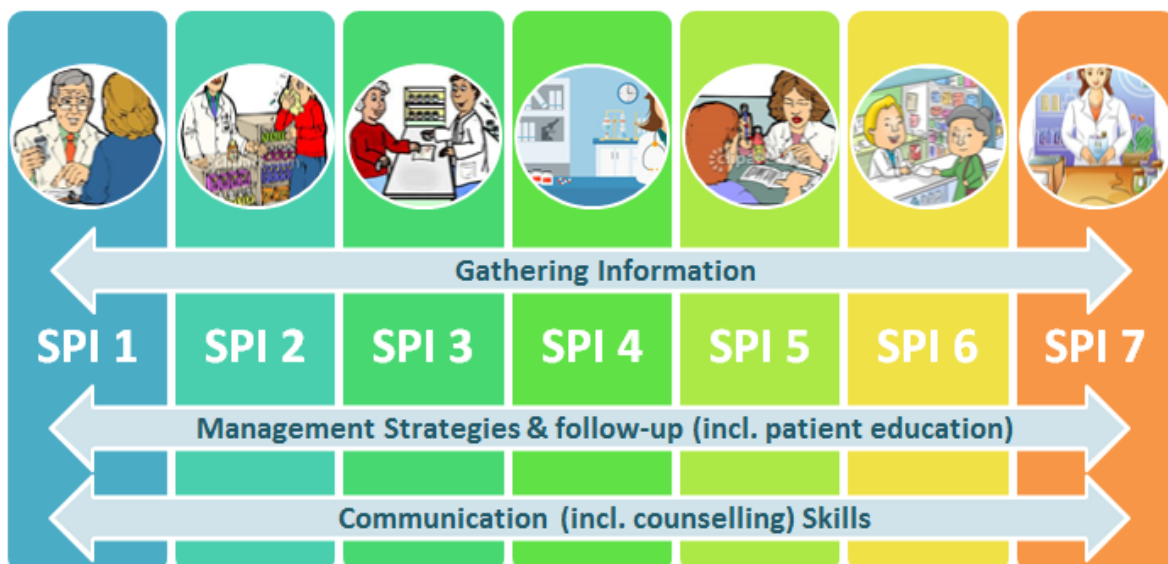 Gathering Information
SPI 1 SPI 2 SPI 3 SPI 4 SPI 5 SPI 6 SPI 7
Management Strategies & follow-up (incl. patient education)
Communication (incl. counselling) Skills